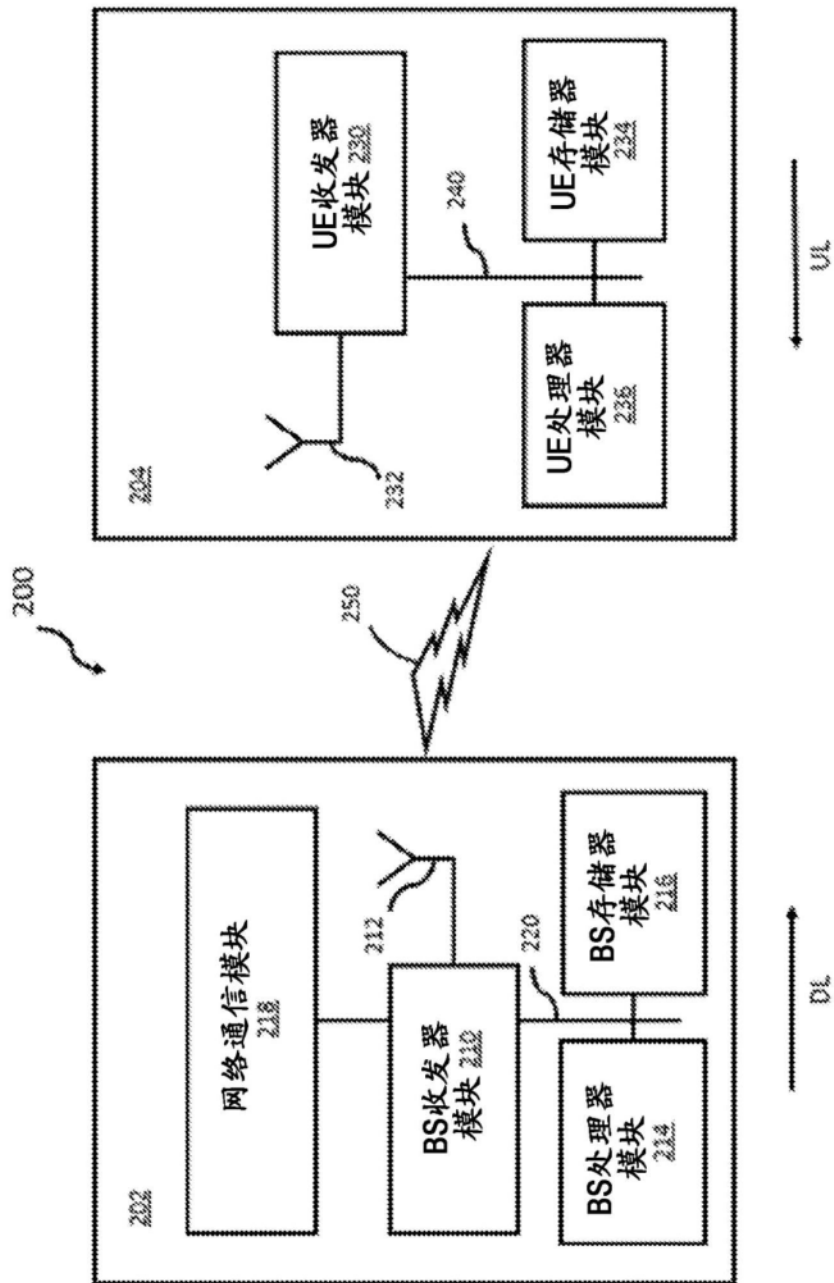 200
202
网络通信模块
218
212
BS收发器
模块 210
220
BS处理器
模块
214
BS存储器
模块
216
DL
250
204
232
UE收发器
模块 230
240
UE处理器
模块
236
UE存储器
模块
234
UL